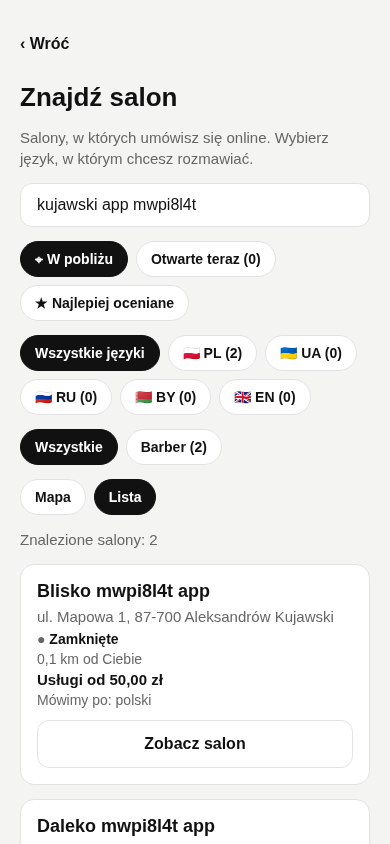 ‹ Wróć
Znajdź salon
Salony, w których umówisz się online. Wybierz
język, w którym chcesz rozmawiać.
kujawski app mwpi8l4t
⌖ W pobliżu
Otwarte teraz (0)
★ Najlepiej oceniane
Wszystkie języki
🇵🇱 PL (2)
🇺🇦 UA (0)
🇷🇺 RU (0)
🇧🇾 BY (0)
🇬🇧 EN (0)
Wszystkie
Barber (2)
Mapa
Lista
Znalezione salony: 2
Blisko mwpi8l4t app
ul. Mapowa 1, 87-700 Aleksandrów Kujawski
● Zamknięte
0,1 km od Ciebie
Usługi od 50,00 zł
Mówimy po: polski
Zobacz salon
Daleko mwpi8l4t app